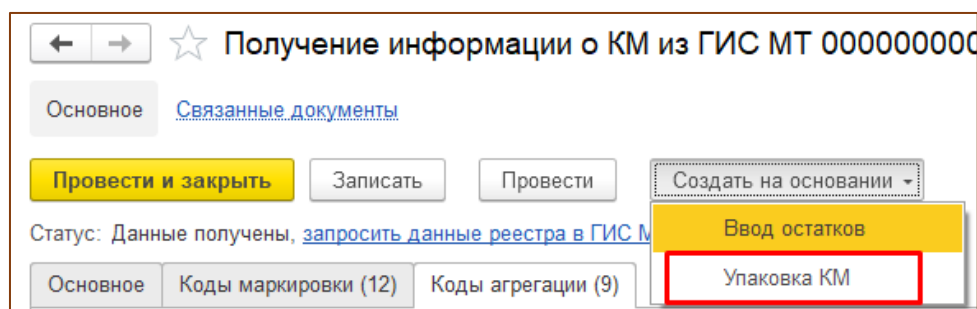 Получение информации о КМ из ГИС МТ 000000000
Основное Связанные документы
Провести и закрыть Записать Провести Создать на основании
Статус: Данные получены, запросить данные реестра в ГИС М
Ввод остатков
Основное Коды маркировки (12) Коды агрегации (9)
Упаковка КМ